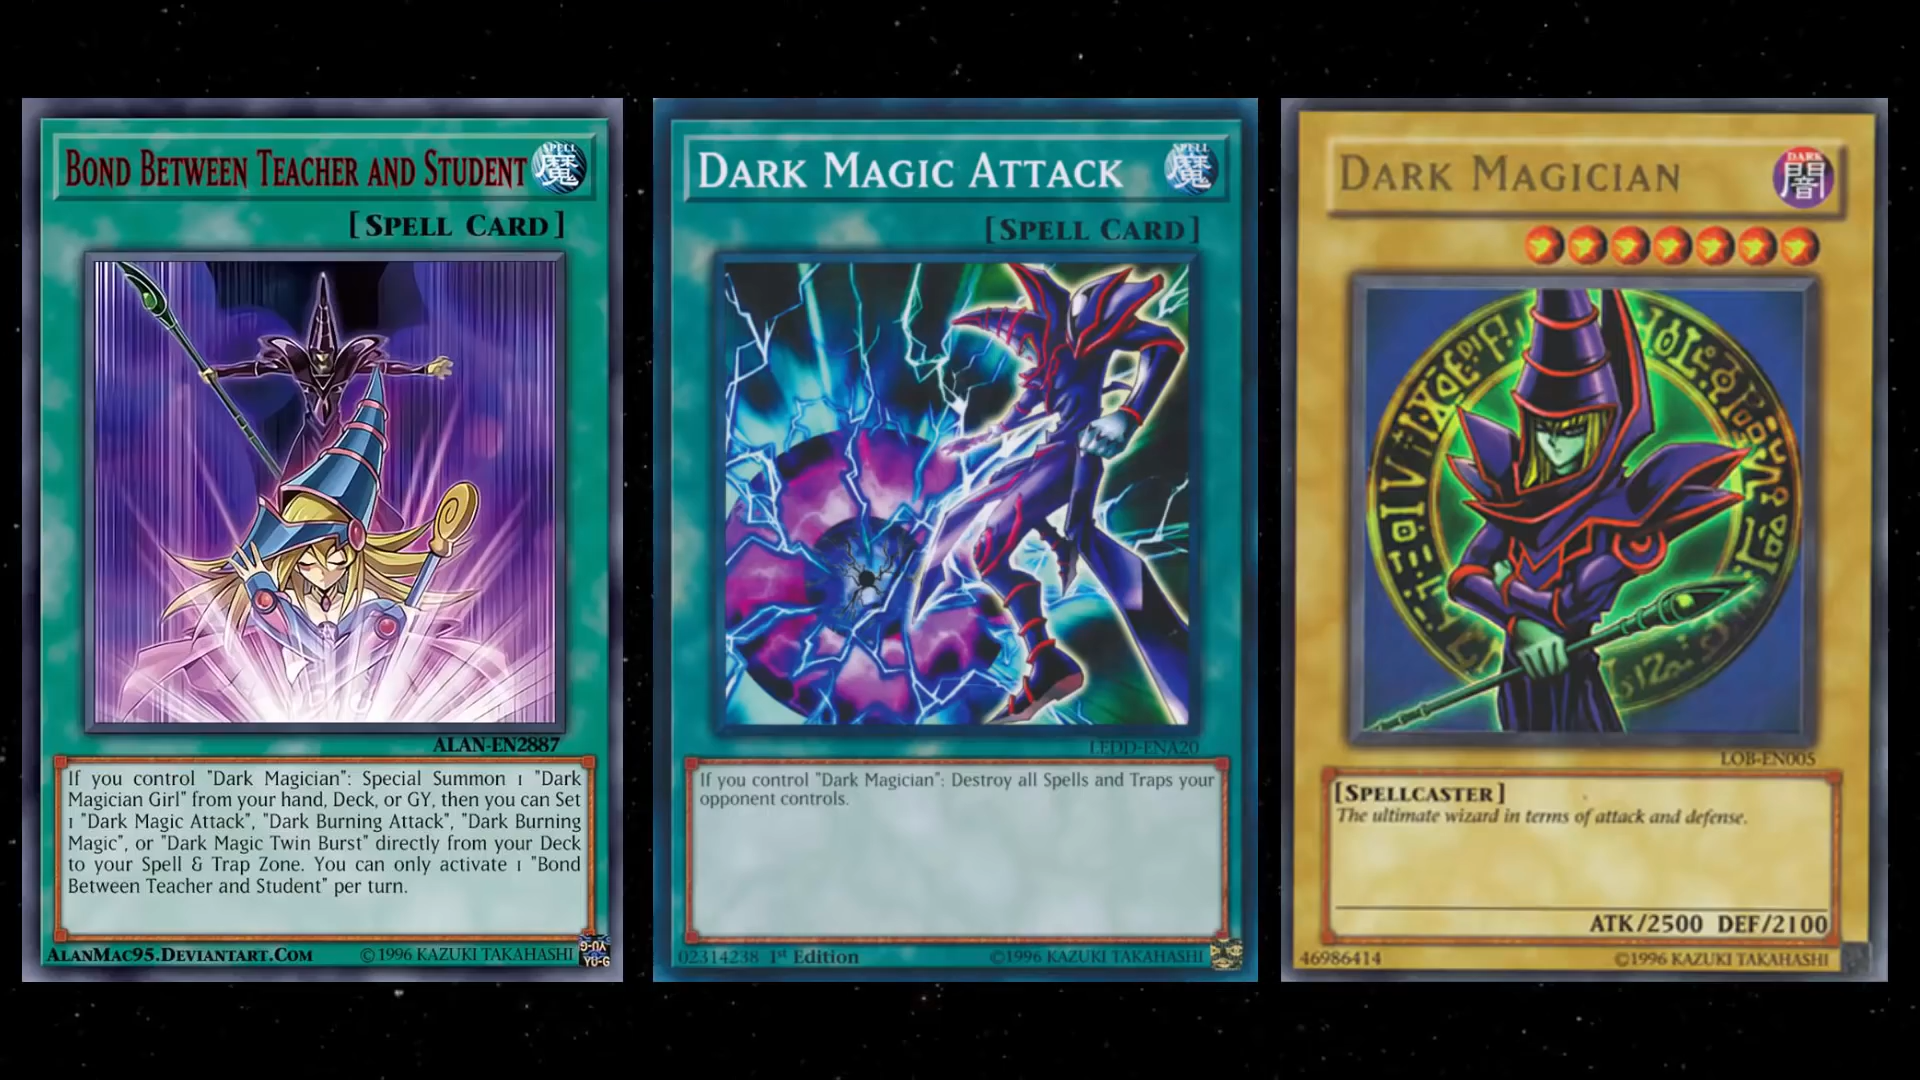 BOND BETWEEN TEACHER AND STUDENT
SPELL
魔
[SPELL CARD]
ALAN-EN2887
If you control "Dark Magician": Special Summon 1 "Dark
Magician Girl" from your hand, Deck, or GY, then you can Set
1 "Dark Magic Attack", "Dark Burning Attack", "Dark Burning
Magic", or "Dark Magic Twin Burst" directly from your Deck
to your Spell & Trap Zone. You can only activate 1 "Bond
Between Teacher and Student" per turn.
ALANMAC95.DEVIANTART.COM
©1996 KAZUKI TAKAHASHI
DARK MAGIC ATTACK
SPELL
魔
[SPELL CARD]
LEDD-ENA20
If you control "Dark Magician": Destroy all Spells and Traps your
opponent controls.
02314238 1st Edition
©1996 KAZUKI TAKAHASHI
DARK MAGICIAN
DARK
闇
LOB-EN005
[SPELLCASTER]
The ultimate wizard in terms of attack and defense.
ATK/2500 DEF/2100
46986414
©1996 KAZUKI TAKAHASHI